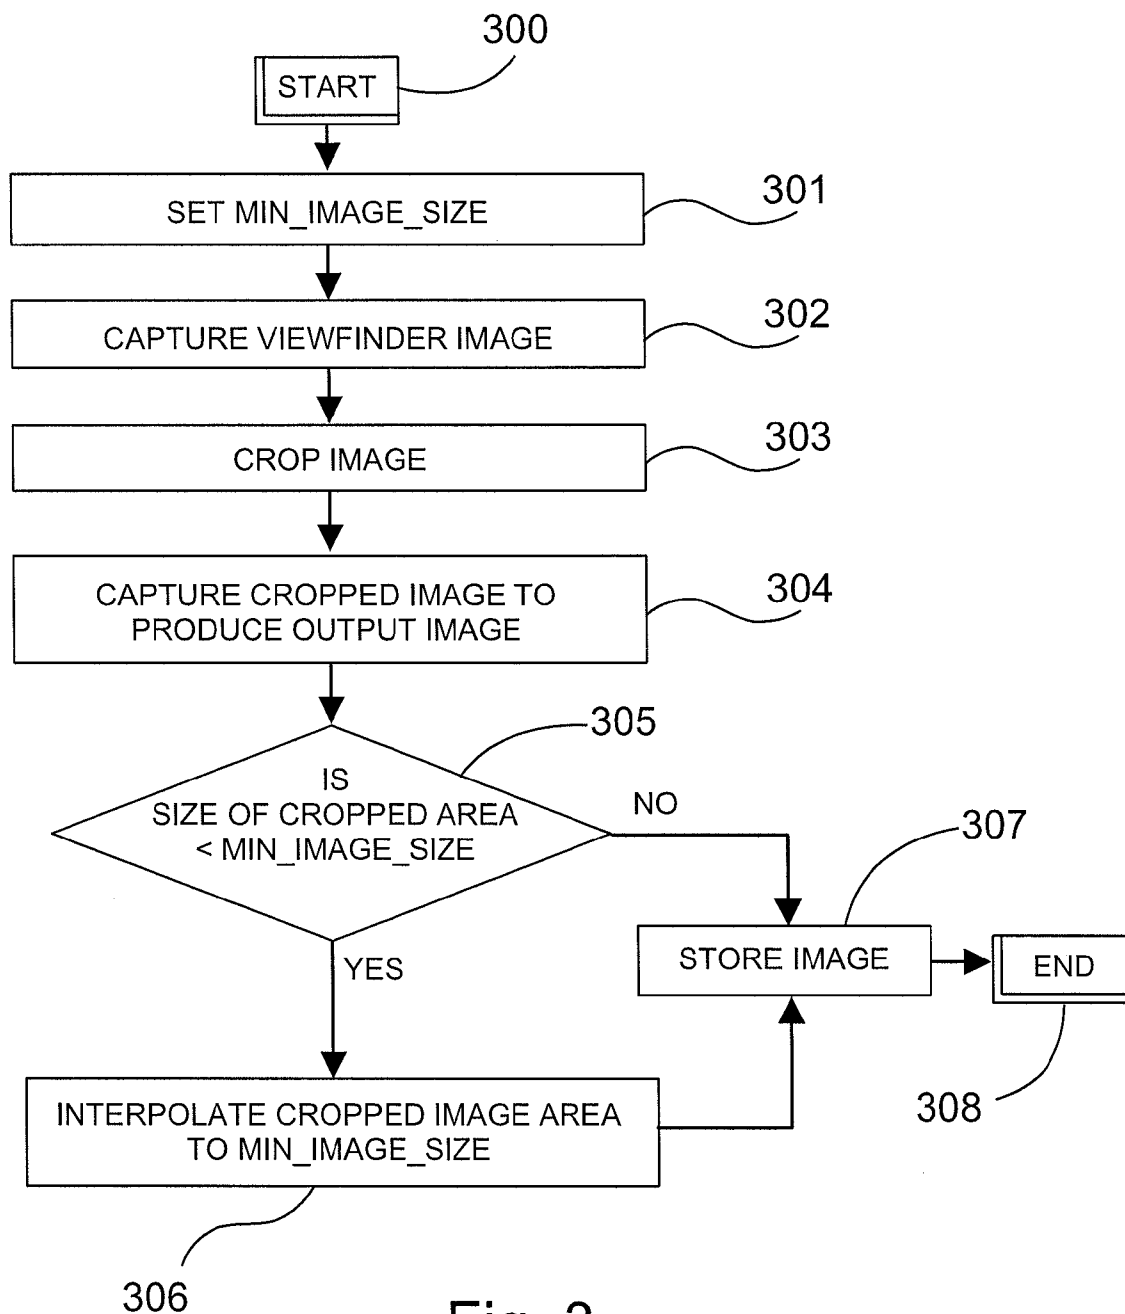 300
START
301
SET MIN_IMAGE_SIZE
302
CAPTURE VIEWFINDER IMAGE
303
CROP IMAGE
304
CAPTURE CROPPED IMAGE TO
PRODUCE OUTPUT IMAGE
305
IS
SIZE OF CROPPED AREA
< MIN_IMAGE_SIZE
NO
307
STORE IMAGE
END
YES
308
INTERPOLATE CROPPED IMAGE AREA
TO MIN_IMAGE_SIZE
306
Fig.